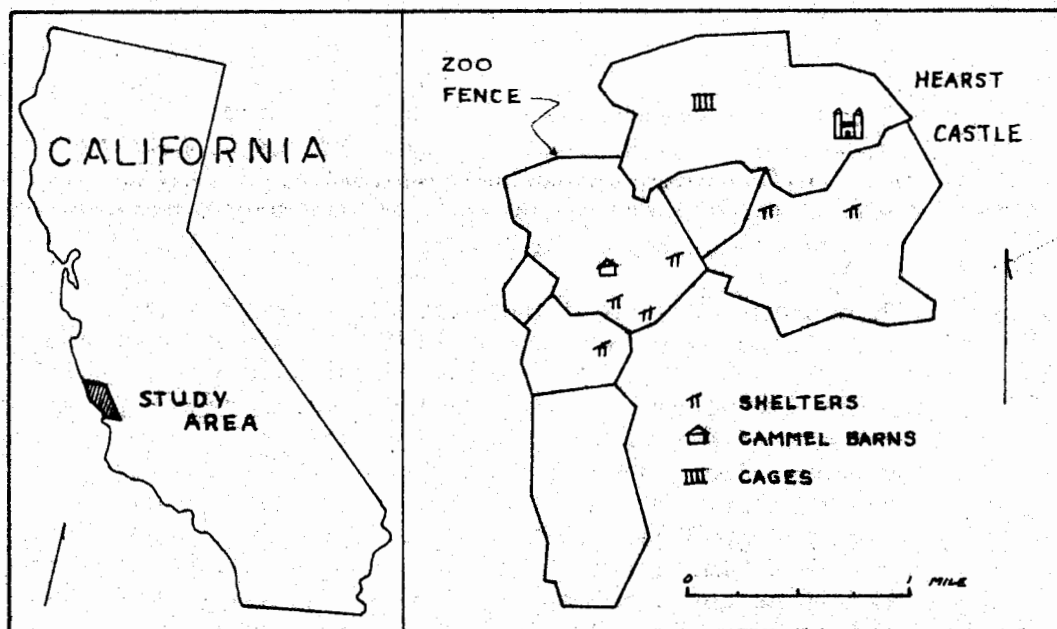 CALIFORNIA
STUDY
AREA
ZOO
FENCE
HEARST
CASTLE
SHELTERS
CAMMEL BARNS
CAGES
0 1 MILE